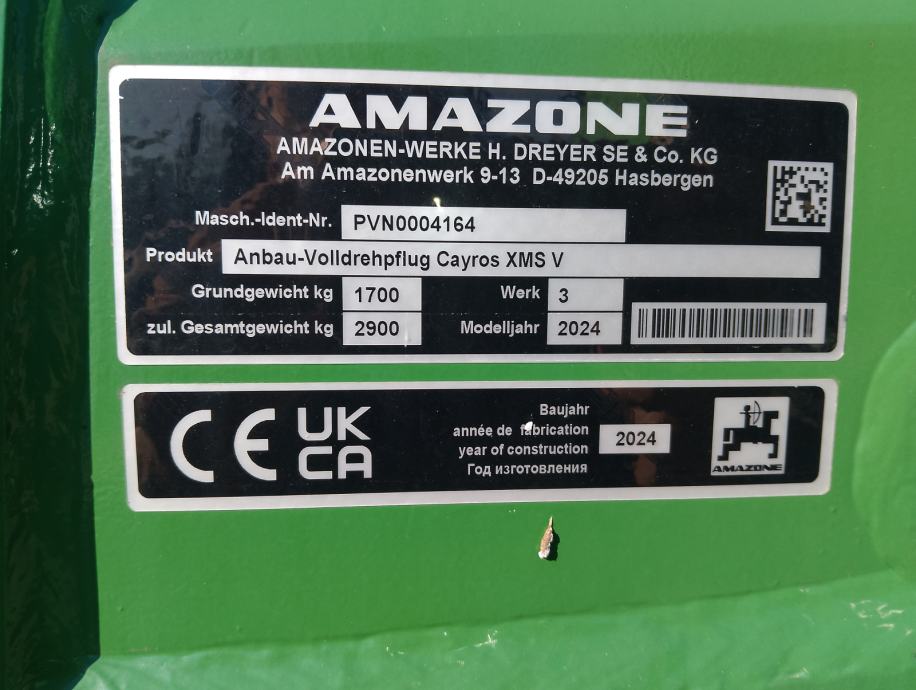 AMAZONE
AMAZONEN-WERKE H. DREYER SE & Co. KG
Am Amazonenwerk 9-13 D-49205 Hasbergen
Masch.-Ident-Nr. PVN0004164
Produkt Anbau-Volldrehpflug Cayros XMS V
Grundgewicht kg 1700 Werk 3
zul. Gesamtgewicht kg 2900 Modelljahr 2024
CE UK CA
Baujahr
année de fabrication
year of construction 2024
Год изготовления
AMAZONE